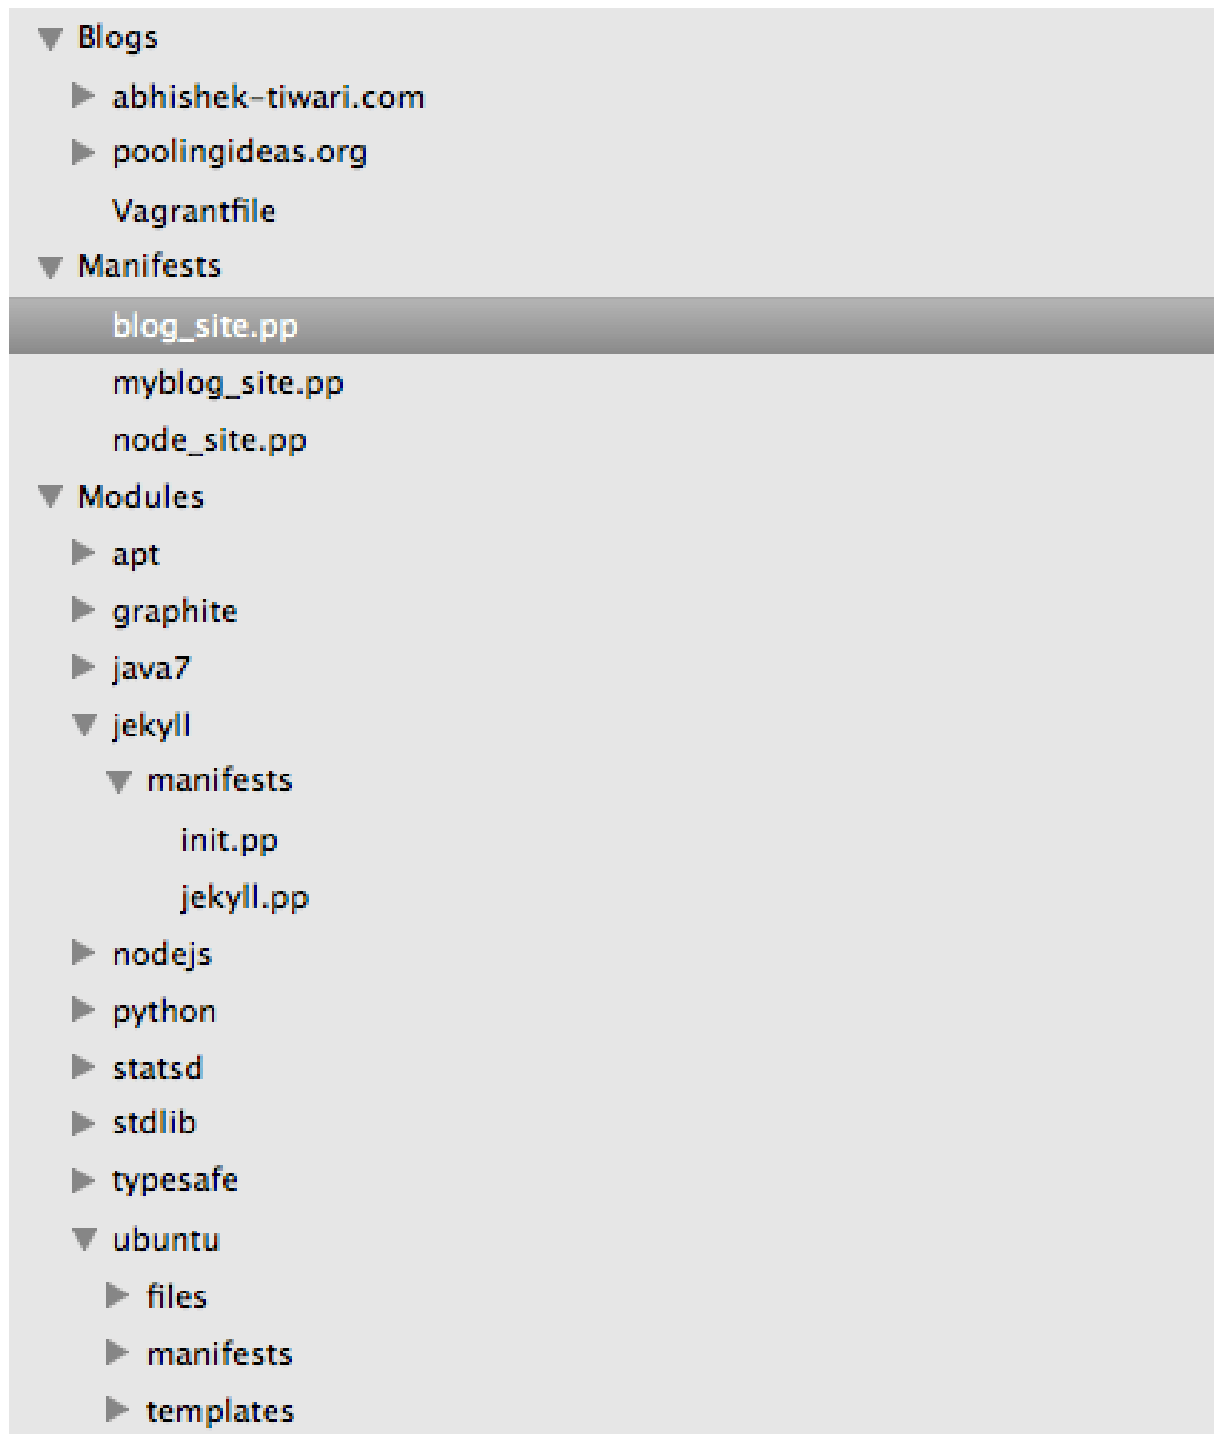 Blogs
abhishek-tiwari.com
poolingideas.org
Vagrantfile
Manifests
blog_site.pp
myblog_site.pp
node_site.pp
Modules
apt
graphite
java7
jekyll
manifests
init.pp
jekyll.pp
nodejs
python
statsd
stdlib
typesafe
ubuntu
files
manifests
templates